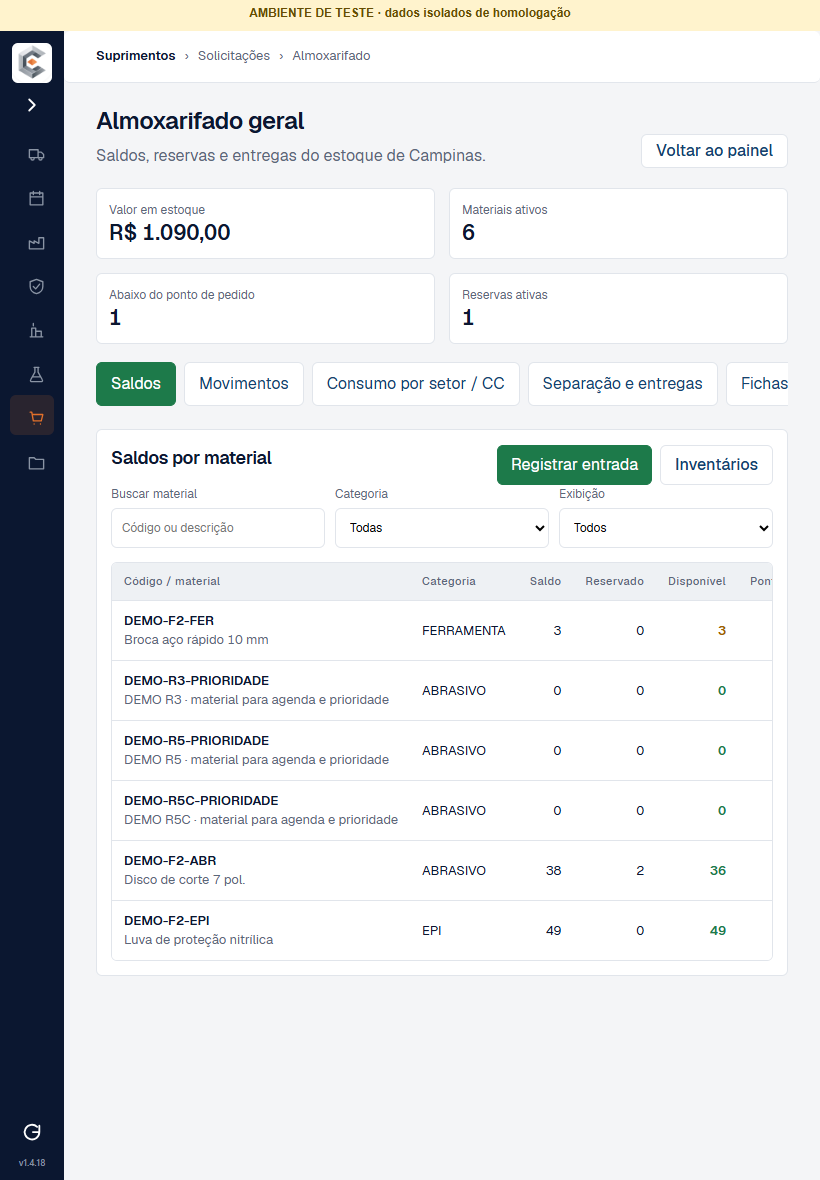 AMBIENTE DE TESTE · dados isolados de homologação
Suprimentos › Solicitações › Almoxarifado
Almoxarifado geral
Saldos, reservas e entregas do estoque de Campinas.
Voltar ao painel
Valor em estoque
R$ 1.090,00
Materiais ativos
6
Abaixo do ponto de pedido
1
Reservas ativas
1
Saldos Movimentos Consumo por setor / CC Separação e entregas Fichas
Saldos por material
Registrar entrada Inventários
Buscar material Categoria Exibição
Código ou descrição Todas Todos
Código / material Categoria Saldo Reservado Disponível Pon
DEMO-F2-FER
Broca aço rápido 10 mm
FERRAMENTA 3 0 3
DEMO-R3-PRIORIDADE
DEMO R3 · material para agenda e prioridade
ABRASIVO 0 0 0
DEMO-R5-PRIORIDADE
DEMO R5 · material para agenda e prioridade
ABRASIVO 0 0 0
DEMO-R5C-PRIORIDADE
DEMO R5C · material para agenda e prioridade
ABRASIVO 0 0 0
DEMO-F2-ABR
Disco de corte 7 pol.
ABRASIVO 38 2 36
DEMO-F2-EPI
Luva de proteção nitrílica
EPI 49 0 49
v1.4.18